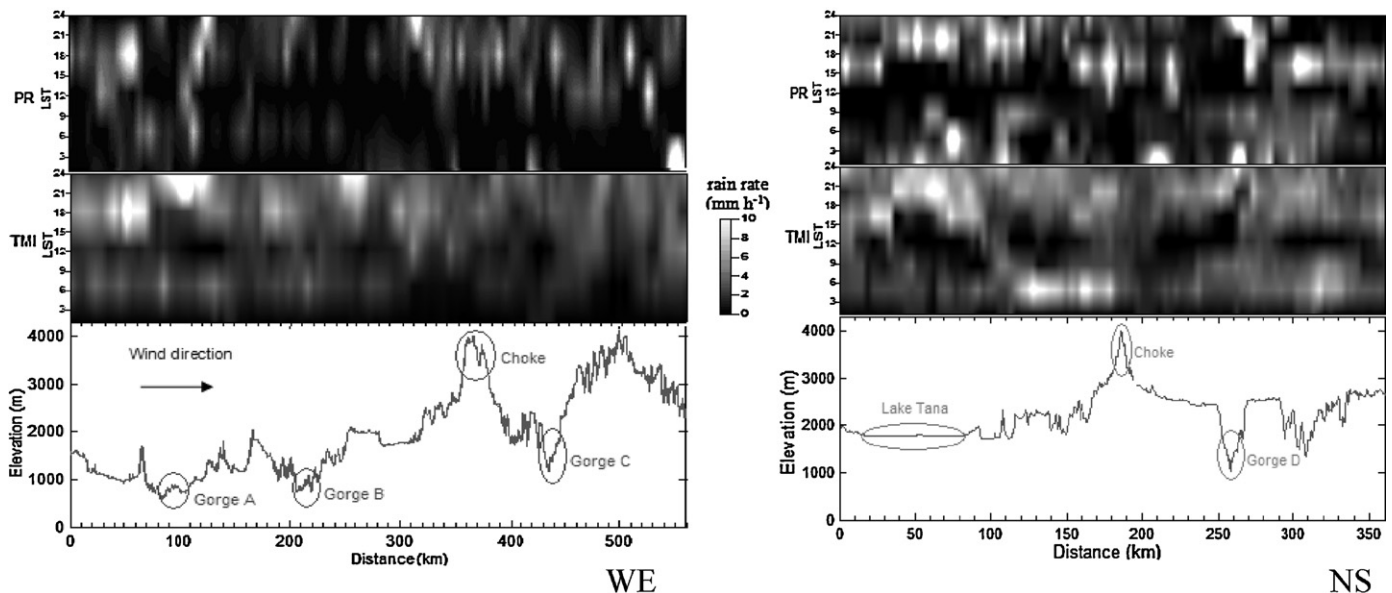 24
21
18
15
12
9
6
3
PR
LST
24
21
18
15
12
9
6
3
TMI
LST
4000
3000
2000
1000
0
Elevation (m)
Wind direction
Choke
Gorge A
Gorge B
Gorge C
0
100
200
300
400
500
Distance (km)
WE
rain rate
(mm h-1)
10
8
6
4
2
0
24
21
18
15
12
9
6
3
PR
LST
24
21
18
15
12
9
6
3
TMI
LST
4000
3000
2000
1000
0
Elevation (m)
Lake Tana
Choke
Gorge D
0
50
100
150
200
250
300
350
Distance (km)
NS